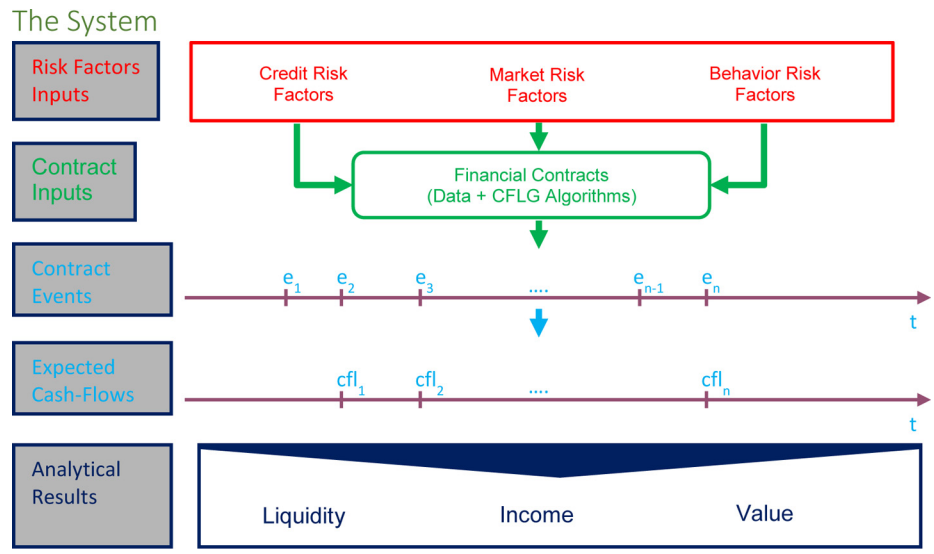 The System
Risk Factors
Inputs
Credit Risk
Factors
Market Risk
Factors
Behavior Risk
Factors
Contract
Inputs
Financial Contracts
(Data + CFLG Algorithms)
Contract
Events
e1 e2 e3 .... en-1 en
t
Expected
Cash-Flows
cfl1 cfl2 .... cfln
t
Analytical
Results
Liquidity Income Value